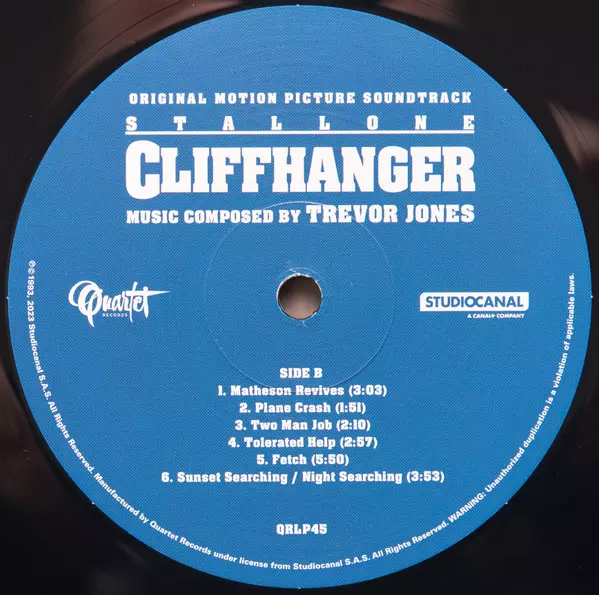 ORIGINAL MOTION PICTURE SOUNDTRACK
STALLONE
CLIFFHANGER
MUSIC COMPOSED BY TREVOR JONES
Quartet
RECORDS
STUDIOCANAL
A CANAL+ COMPANY
SIDE B
1. Matheson Revives (3:03)
2. Plane Crash (1:51)
3. Two Man Job (2:10)
4. Tolerated Help (2:57)
5. Fetch (5:50)
6. Sunset Searching / Night Searching (3:53)
QRLP45
℗©1993, 2023 Studiocanal S.A.S. All Rights Reserved. Manufactured by Quartet Records under license from Studiocanal S.A.S. All Rights Reserved. WARNING: Unauthorized duplication is a violation of applicable laws.